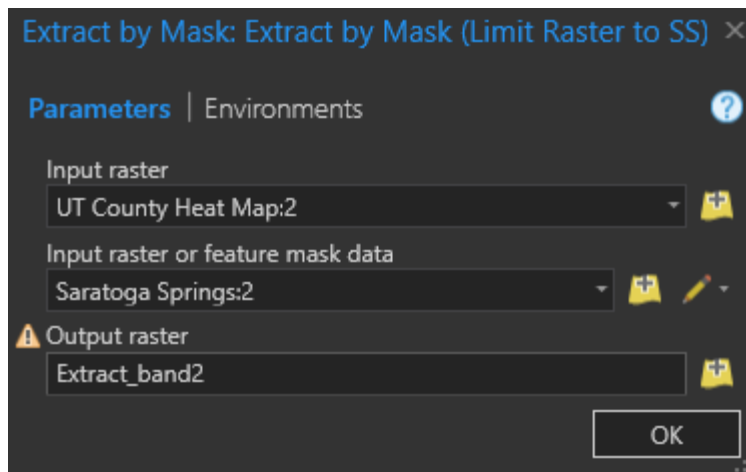 Extract by Mask: Extract by Mask (Limit Raster to SS)
Parameters | Environments
Input raster
UT County Heat Map:2
Input raster or feature mask data
Saratoga Springs:2
Output raster
Extract_band2
OK